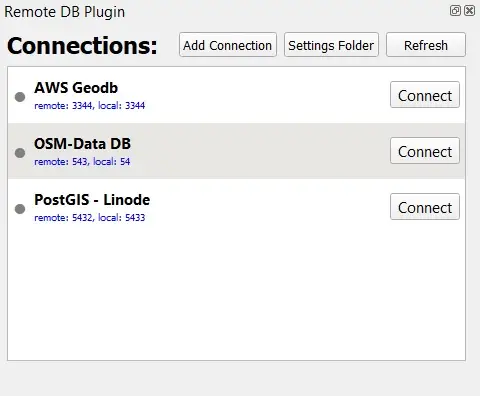 Remote DB Plugin
Connections: Add Connection Settings Folder Refresh
AWS Geodb
remote: 3344, local: 3344
Connect
OSM-Data DB
remote: 543, local: 54
Connect
PostGIS - Linode
remote: 5432, local: 5433
Connect